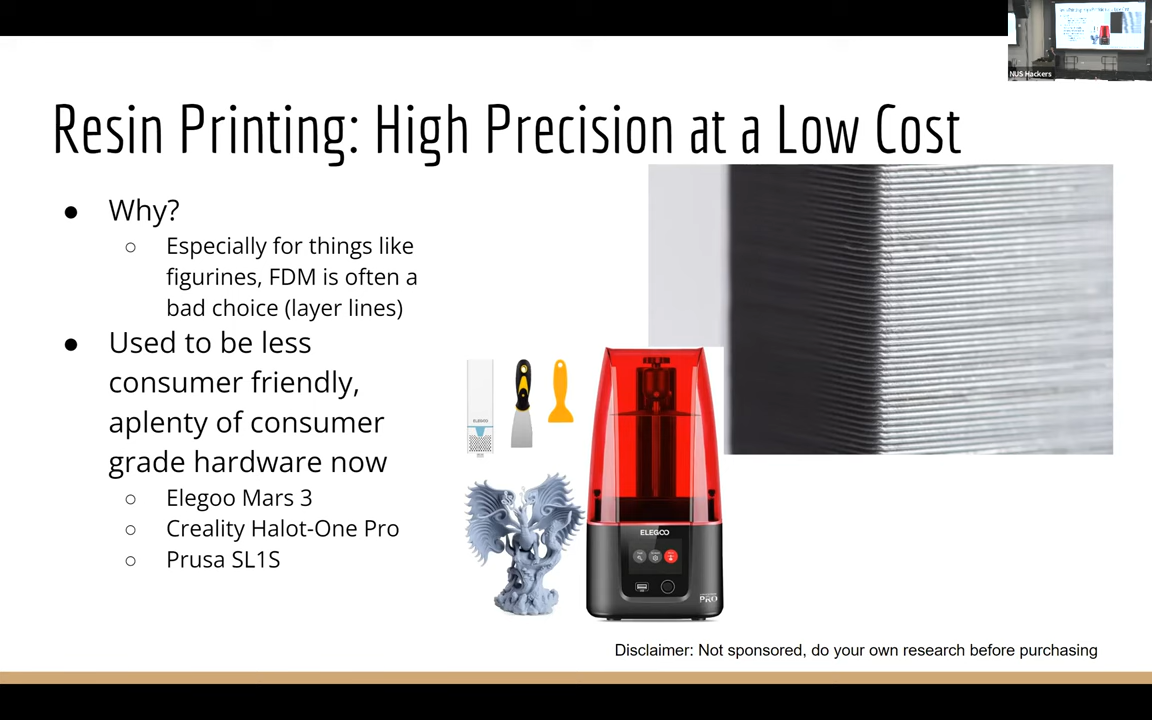 NUS Hackers
Resin Printing: High Precision at a Low Cost
● Why?
○ Especially for things like
figurines, FDM is often a
bad choice (layer lines)
● Used to be less
consumer friendly,
aplenty of consumer
grade hardware now
○ Elegoo Mars 3
○ Creality Halot-One Pro
○ Prusa SL1S
ELEGOO
ELEGOO
PRO
Disclaimer: Not sponsored, do your own research before purchasing